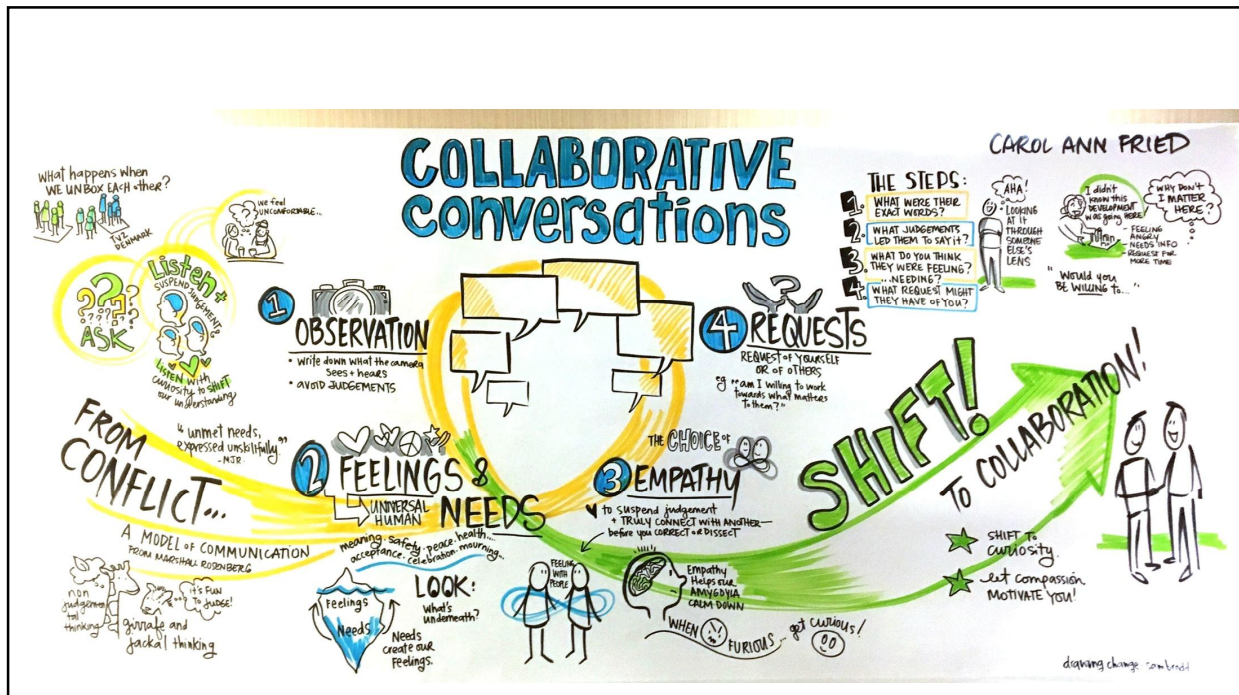 COLLABORATIVE
conversations
CAROL ANN FRIED
What happens when
WE UNBOX EACH other?
TV2
DENMARK
we feel
UNCOMFORTABLE...
? ? ? ?
ASK
Listen +
SUSPEND JUDGEMENT
LISTEN with
curiosity to SHIFT
our understanding
1 OBSERVATION
• write down what the camera
sees + hears
• AVOID JUDGEMENTS
4 REQUESTS
REQUEST OF YOURSELF
OR OF OTHERS
eg "am I willing to work
towards what matters
to them?"
THE STEPS:
1. WHAT WERE THEIR
EXACT WORDS?
2. WHAT JUDGEMENTS
LED THEM TO SAY IT?
3. WHAT DO YOU THINK
THEY WERE FEELING?
...NEEDING?
4. WHAT REQUEST MIGHT
THEY HAVE OF YOU?
AHA!
LOOKING
AT IT
THROUGH
SOMEONE
ELSE'S
LENS
I didn't
know this
DEVELOPMENT
was going HERE
WHY DON'T
I MATTER
HERE?
- FEELING
ANGRY
NEEDS INFO
REQUEST FOR
MORE TIME
"Would you
BE WILLING to..."
FROM
CONFLICT...
"unmet needs,
expressed unskillfully."
-MJR.
A MODEL OF COMMUNICATION
FROM MARSHALL ROSENBERG
non
judgemen
tal
thinking
it's FUN
to
JUDGE!
girrafe and
jackal thinking
2 FEELINGS &
NEEDS
UNIVERSAL
HUMAN
meaning. safety. peace. health...
acceptance. celebration. mourning...
Feelings
Needs
LOOK:
What's
underneath?
Needs
create our
Feelings.
THE CHOICE OF
3 EMPATHY
to suspend judgement
+ TRULY CONNECT WITH ANOTHER—
before you CORRECT OR DISSECT
FEELING
WITH
PEOPLE
Empathy
Helps our
AMYGDYLA
CALM DOWN
WHEN FURIOUS... get curious!
SHIFT!
TO COLLABORATION!
SHIFT TO
curiosity.
let compassion
MOTIVATE YOU!
drawing change